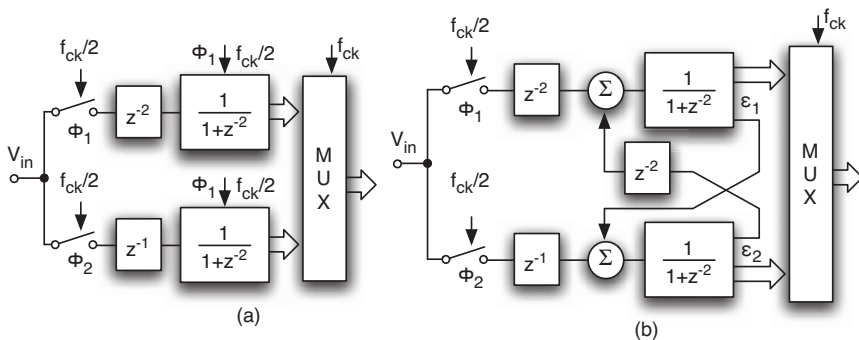 f_ck/2
Φ_1
z^-2
Φ_1 f_ck/2
1
1+z^-2
f_ck
V_in
f_ck/2
Φ_2
z^-1
Φ_1 f_ck/2
1
1+z^-2
M
U
X
(a)
f_ck/2
Φ_1
z^-2
Σ
1
1+z^-2
ε_1
f_ck
V_in
z^-2
f_ck/2
Φ_2
z^-1
Σ
1
1+z^-2
ε_2
M
U
X
(b)